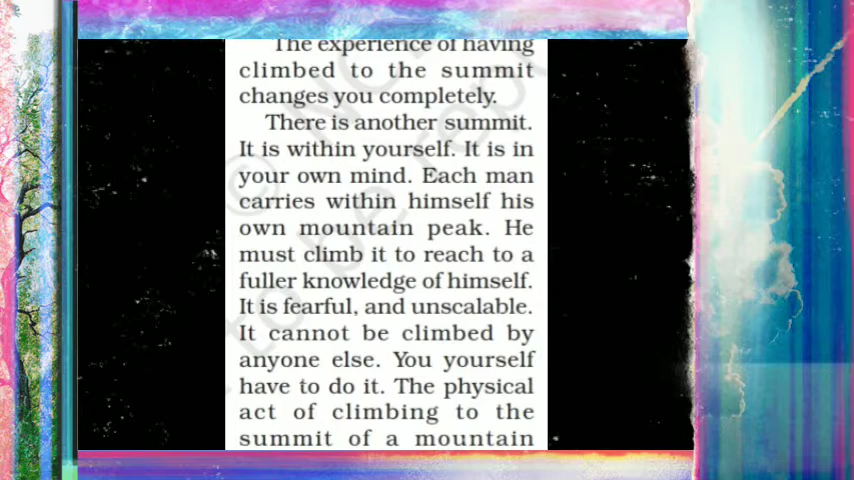 The experience of having
climbed to the summit
changes you completely.
There is another summit.
It is within yourself. It is in
your own mind. Each man
carries within himself his
own mountain peak. He
must climb it to reach to a
fuller knowledge of himself.
It is fearful, and unscalable.
It cannot be climbed by
anyone else. You yourself
have to do it. The physical
act of climbing to the
summit of a mountain